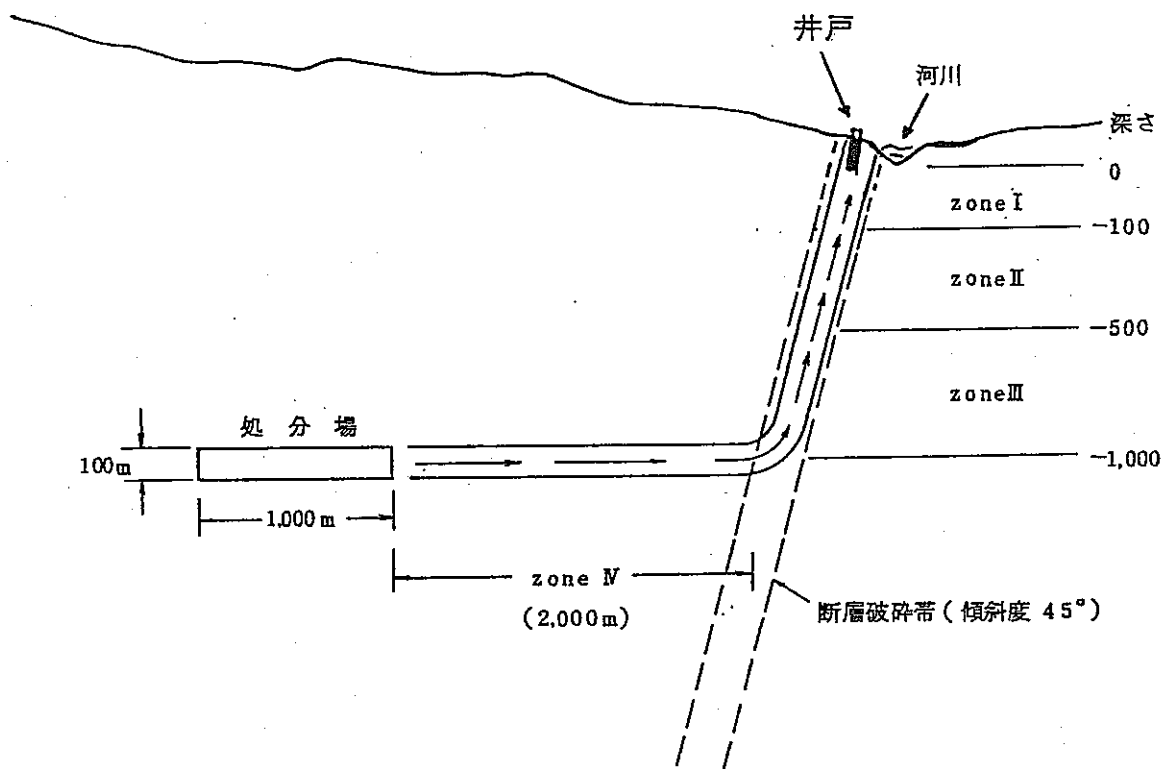 井戸
河川
深さ
0
zone I
-100
zone II
-500
zone III
処分場
100m
-1,000
1,000m
zone IV
(2,000m)
断層破砕帯(傾斜度 45°)